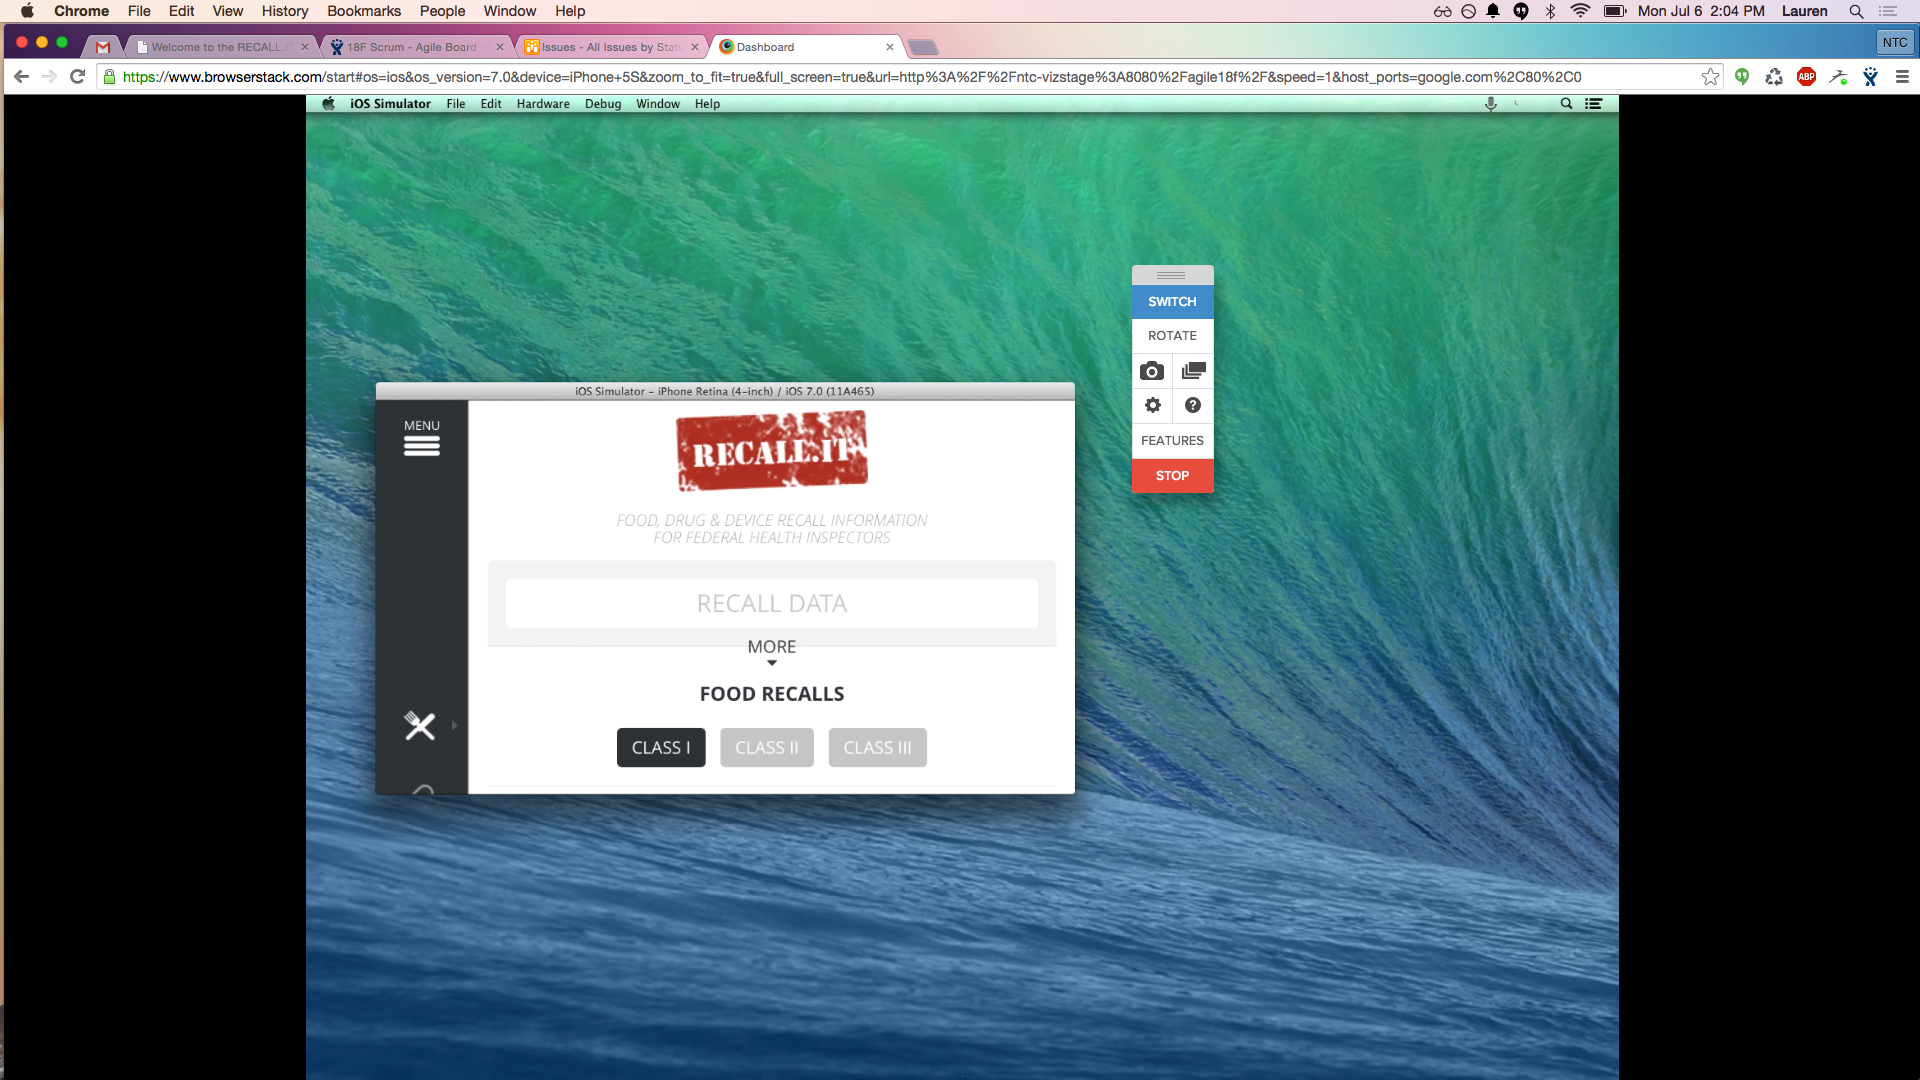 Chrome File Edit View History Bookmarks People Window Help Mon Jul 6 2:04 PM Lauren
Welcome to the RECALL.IT 18F Scrum - Agile Board - Issues - All Issues by Statu Dashboard NTC
https://www.browserstack.com/start#os=ios&os_version=7.0&device=iPhone+5S&zoom_to_fit=true&full_screen=true&url=http%3A%2F%2Fntc-vizstage%3A8080%2Fagile18f%2F&speed=1&host_ports=google.com%2C80%2C0 ABP
iOS Simulator File Edit Hardware Debug Window Help
SWITCH
ROTATE
FEATURES
STOP
iOS Simulator – iPhone Retina (4-inch) / iOS 7.0 (11A465)
MENU
RECALL.IT
FOOD, DRUG & DEVICE RECALL INFORMATION
FOR FEDERAL HEALTH INSPECTORS
RECALL DATA
MORE
FOOD RECALLS
CLASS I CLASS II CLASS III